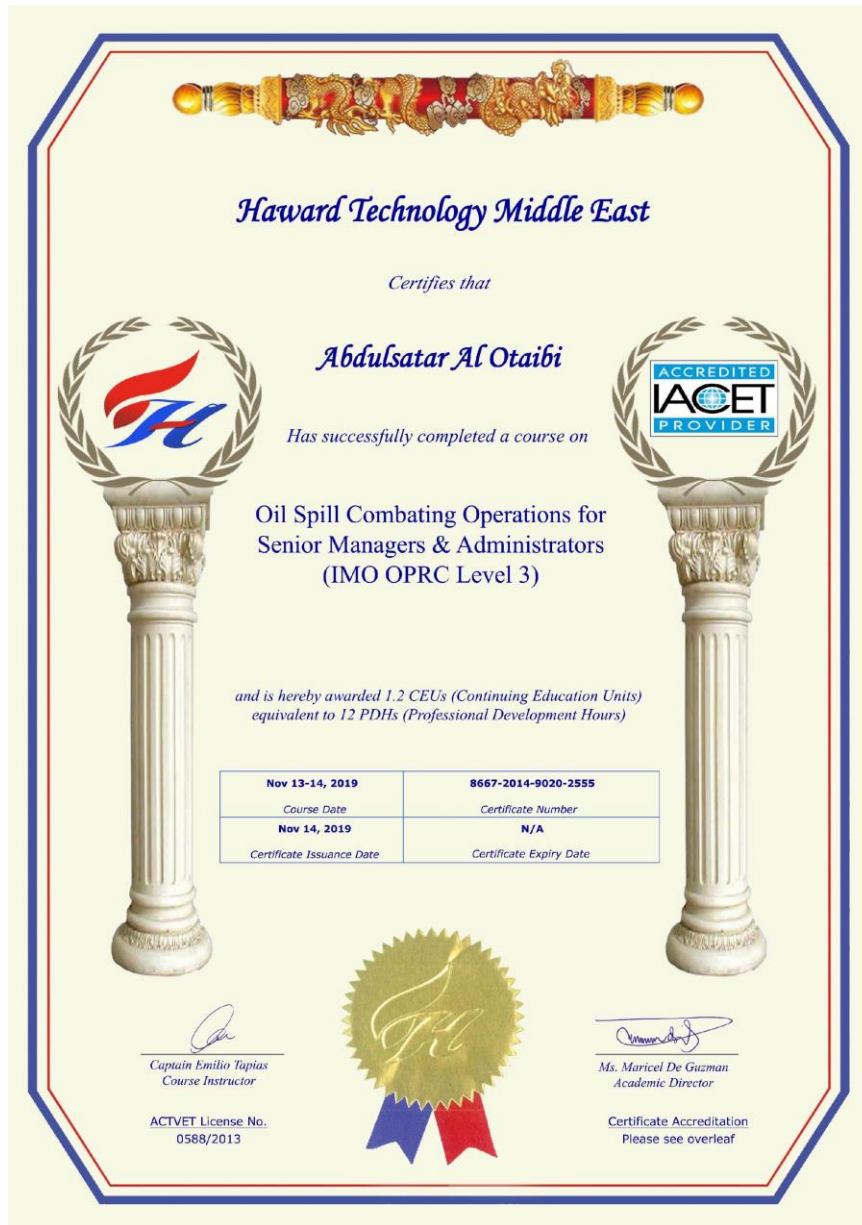 Haward Technology Middle East
Certifies that
Abdulsatar Al Otaibi
Has successfully completed a course on
Oil Spill Combating Operations for
Senior Managers & Administrators
(IMO OPRC Level 3)
ACCREDITED
IACET
PROVIDER
and is hereby awarded 1.2 CEUs (Continuing Education Units)
equivalent to 12 PDHs (Professional Development Hours)
Nov 13-14, 2019
Course Date
8667-2014-9020-2555
Certificate Number
Nov 14, 2019
Certificate Issuance Date
N/A
Certificate Expiry Date
Captain Emilio Tapias
Course Instructor
ACTVET License No.
0588/2013
Ms. Maricel De Guzman
Academic Director
Certificate Accreditation
Please see overleaf